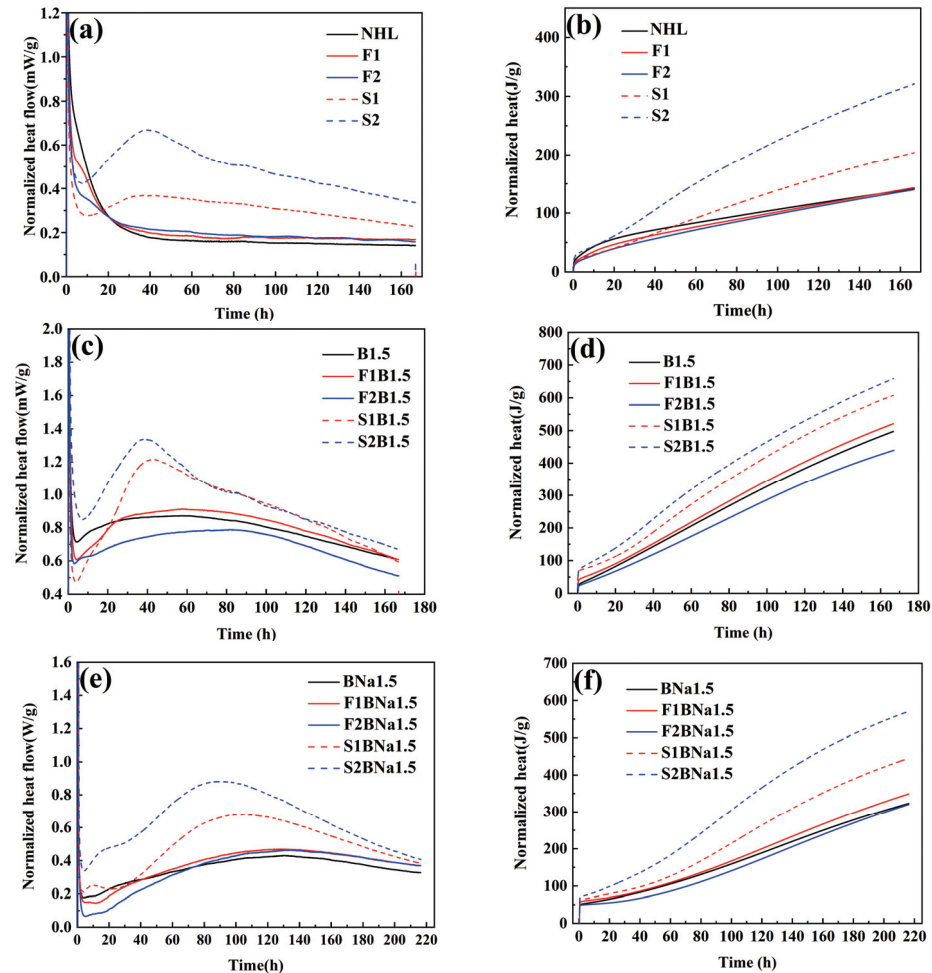 (a)
NHL
F1
F2
S1
S2
Normalized heat flow(mW/g)
1.2
1.0
0.8
0.6
0.4
0.2
0.0
0 20 40 60 80 100 120 140 160
Time (h)
(b)
NHL
F1
F2
S1
S2
Normalized heat(J/g)
400
300
200
100
0
0 20 40 60 80 100 120 140 160
Time(h)
(c)
B1.5
F1B1.5
F2B1.5
S1B1.5
S2B1.5
Normalized heat flow(mW/g)
2.0
1.8
1.6
1.4
1.2
1.0
0.8
0.6
0.4
0 20 40 60 80 100 120 140 160 180
Time (h)
(d)
B1.5
F1B1.5
F2B1.5
S1B1.5
S2B1.5
Normalized heat(J/g)
800
700
600
500
400
300
200
100
0
0 20 40 60 80 100 120 140 160 180
Time (h)
(e)
BNa1.5
F1BNa1.5
F2BNa1.5
S1BNa1.5
S2BNa1.5
Normalized heat flow(W/g)
1.6
1.4
1.2
1.0
0.8
0.6
0.4
0.2
0.0
0 20 40 60 80 100 120 140 160 180 200 220
Time(h)
(f)
BNa1.5
F1BNa1.5
F2BNa1.5
S1BNa1.5
S2BNa1.5
Normalized heat(J/g)
700
600
500
400
300
200
100
0
0 20 40 60 80 100 120 140 160 180 200 220
Time(h)